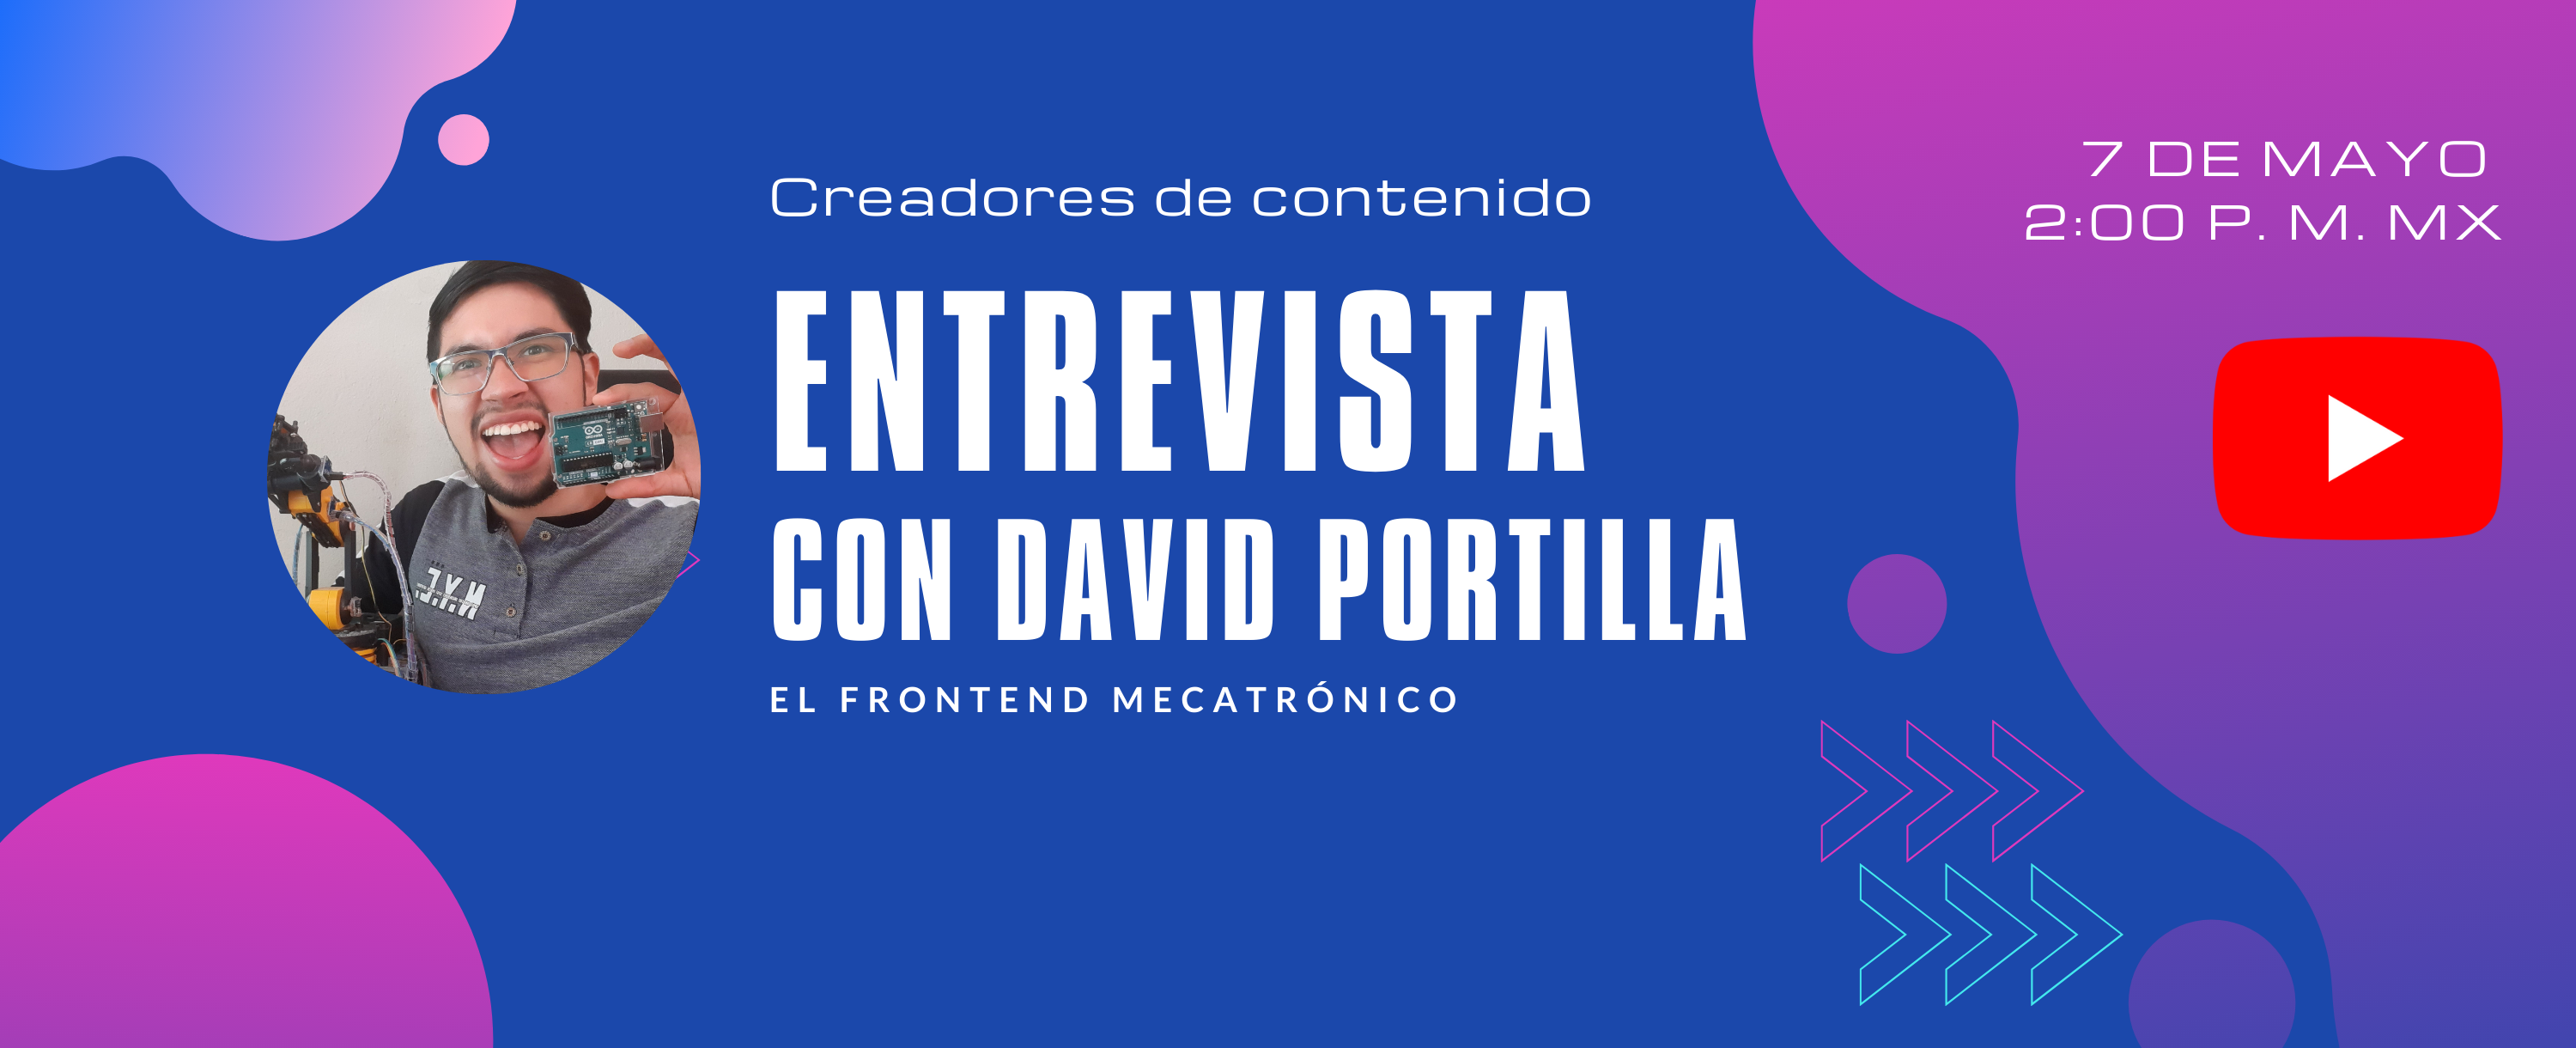 Creadores de contenido
ENTREVISTA
CON DAVID PORTILLA
EL FRONTEND MECATRÓNICO
7 DE MAYO
2:00 P. M. MX